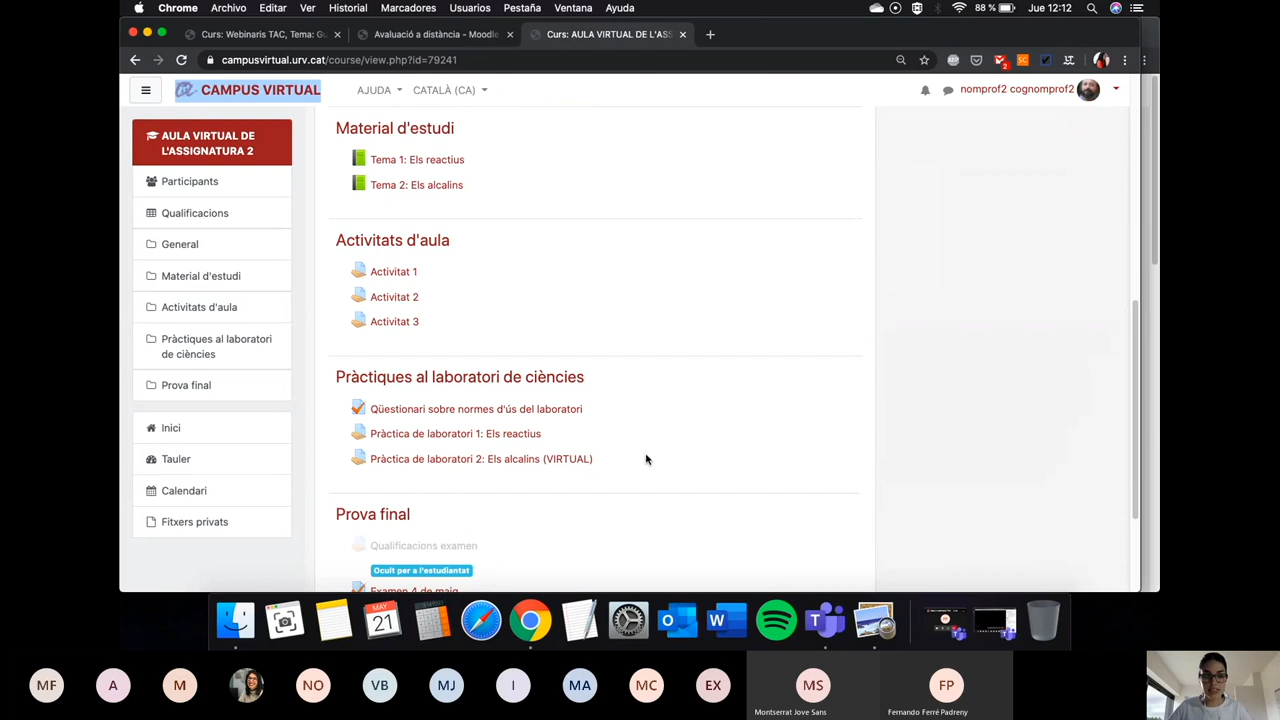 Chrome Archivo Editar Ver Historial Marcadores Usuarios Pestaña Ventana Ayuda 88 % Jue 12:12
Curs: Webinaris TAC, Tema: Gu
Avaluació a distància - Moodle
Curs: AULA VIRTUAL DE L'ASS
campusvirtual.urv.cat/course/view.php?id=79241
CAMPUS VIRTUAL
AJUDA
CATALÀ (CA)
nomprof2 cognomprof2
AULA VIRTUAL DE
L'ASSIGNATURA 2
Participants
Qualificacions
General
Material d'estudi
Activitats d'aula
Pràctiques al laboratori
de ciències
Prova final
Inici
Tauler
Calendari
Fitxers privats
Material d'estudi
Tema 1: Els reactius
Tema 2: Els alcalins
Activitats d'aula
Activitat 1
Activitat 2
Activitat 3
Pràctiques al laboratori de ciències
Qüestionari sobre normes d'ús del laboratori
Pràctica de laboratori 1: Els reactius
Pràctica de laboratori 2: Els alcalins (VIRTUAL)
Prova final
Qualificacions examen
Ocult per a l'estudiantat
Examen 4 de maig
MAY
21
MF
A
M
NO
VB
MJ
I
MA
MC
EX
MS
Montserrat Jove Sans
FP
Fernando Ferré Padreny